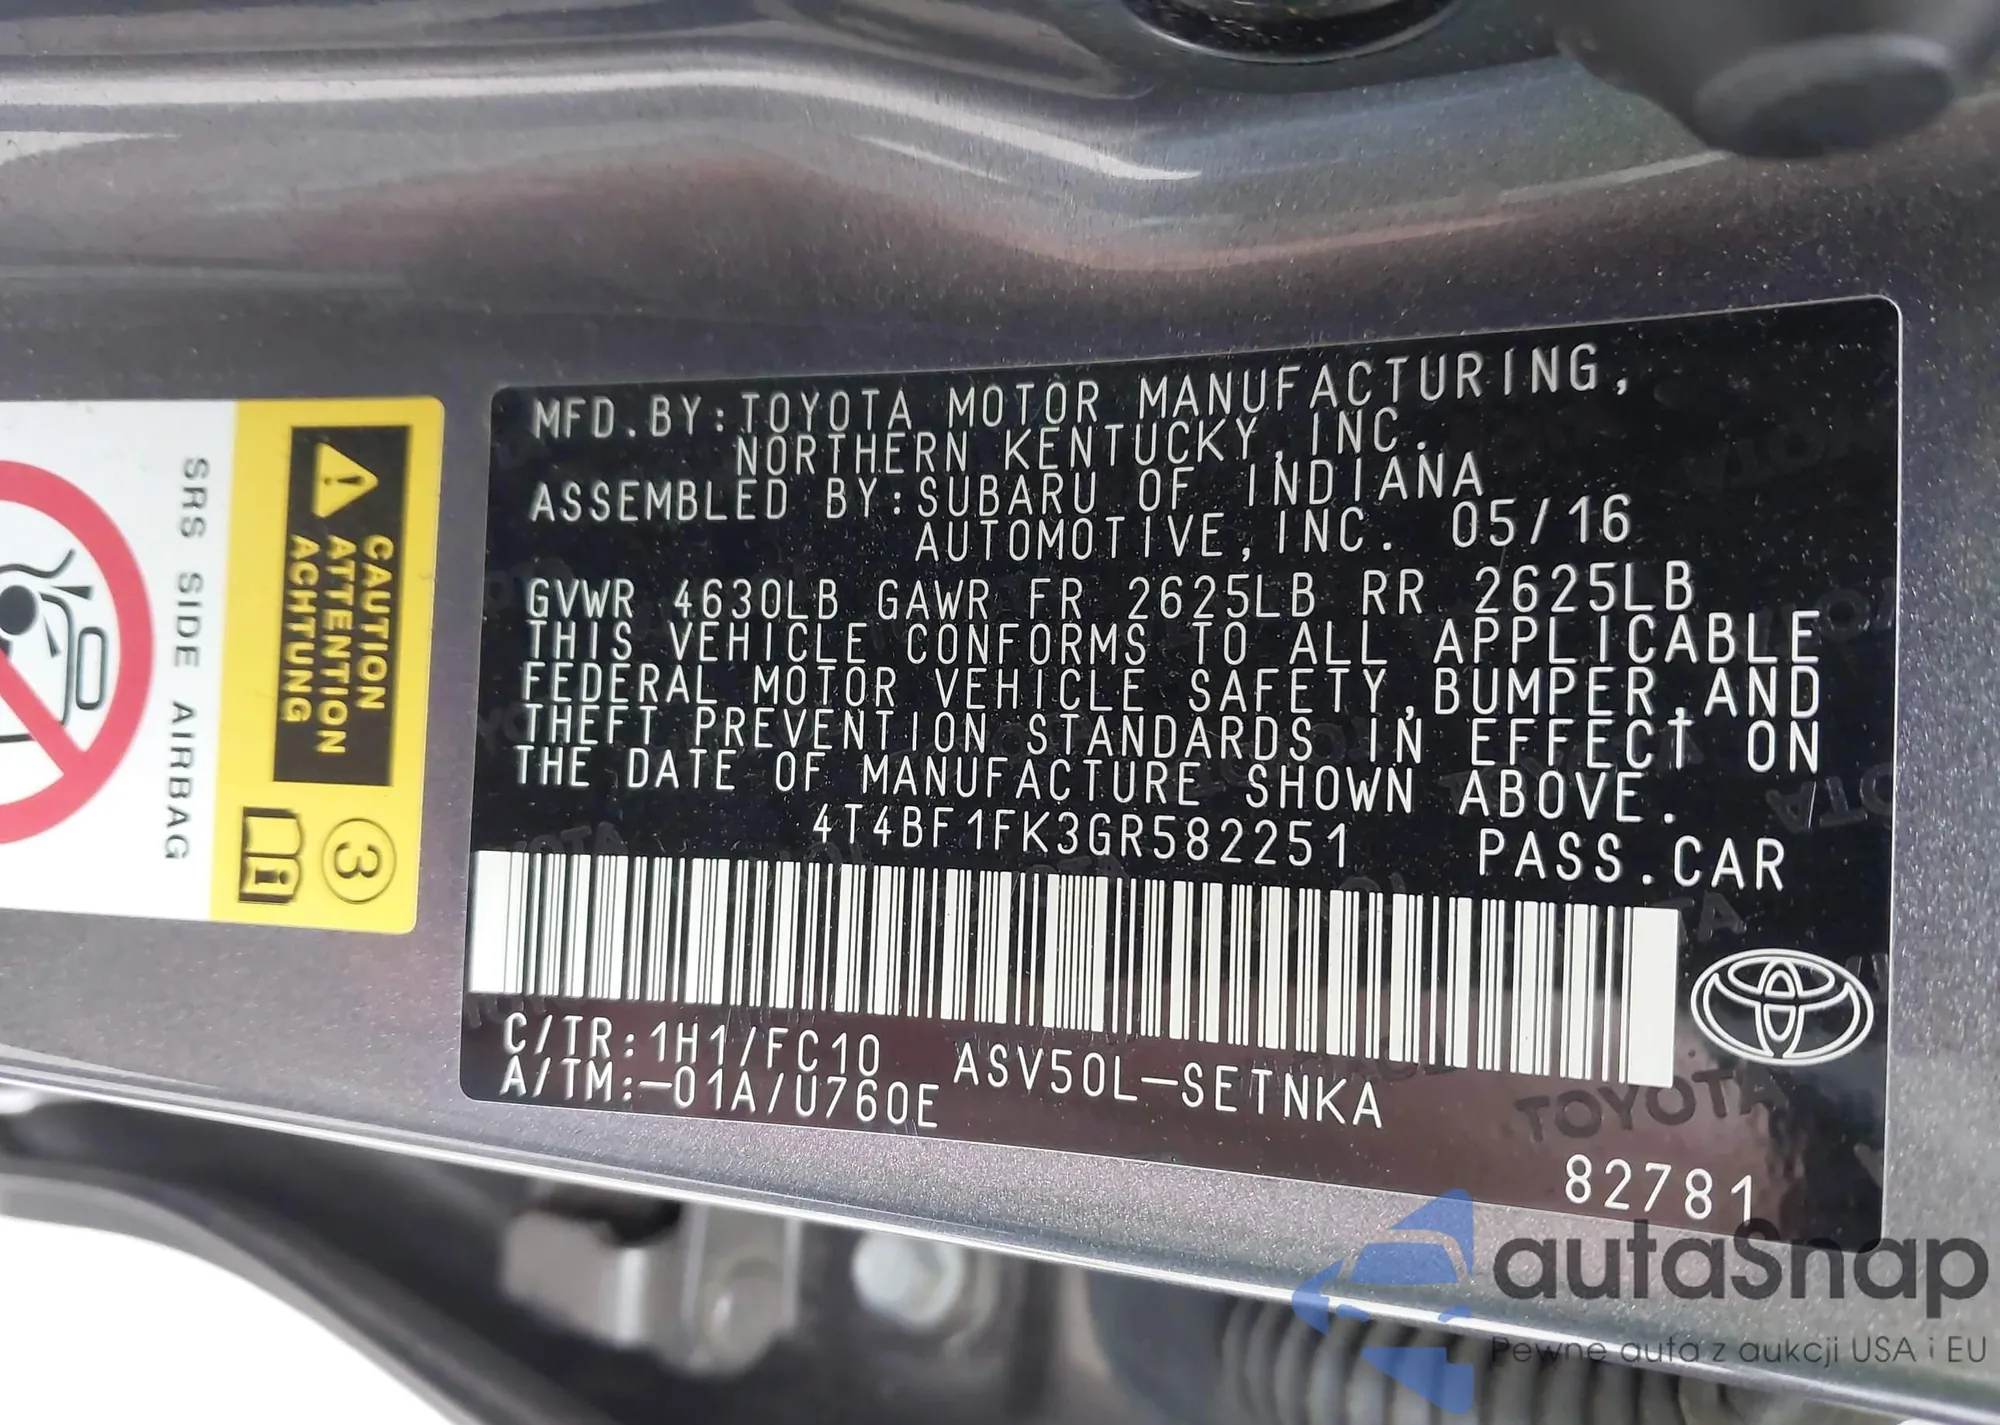 MFD.BY:TOYOTA MOTOR MANUFACTURING,
NORTHERN KENTUCKY,INC.
ASSEMBLED BY:SUBARU OF INDIANA
AUTOMOTIVE,INC. 05/16
GVWR 4630LB GAWR FR 2625LB RR 2625LB
THIS VEHICLE CONFORMS TO ALL APPLICABLE
FEDERAL MOTOR VEHICLE SAFETY,BUMPER,AND
THEFT PREVENTION STANDARDS IN EFFECT ON
THE DATE OF MANUFACTURE SHOWN ABOVE.
4T4BF1FK3GR582251 PASS.CAR
C/TR:1H1/FC10 ASV50L-SETNKA
A/TM:-01A/U760E
TOYOTA
82781
CAUTION
ATTENTION
ACHTUNG
3
i
SRS SIDE AIRBAG
autaSnap
Pewne auta z aukcji USA i EU